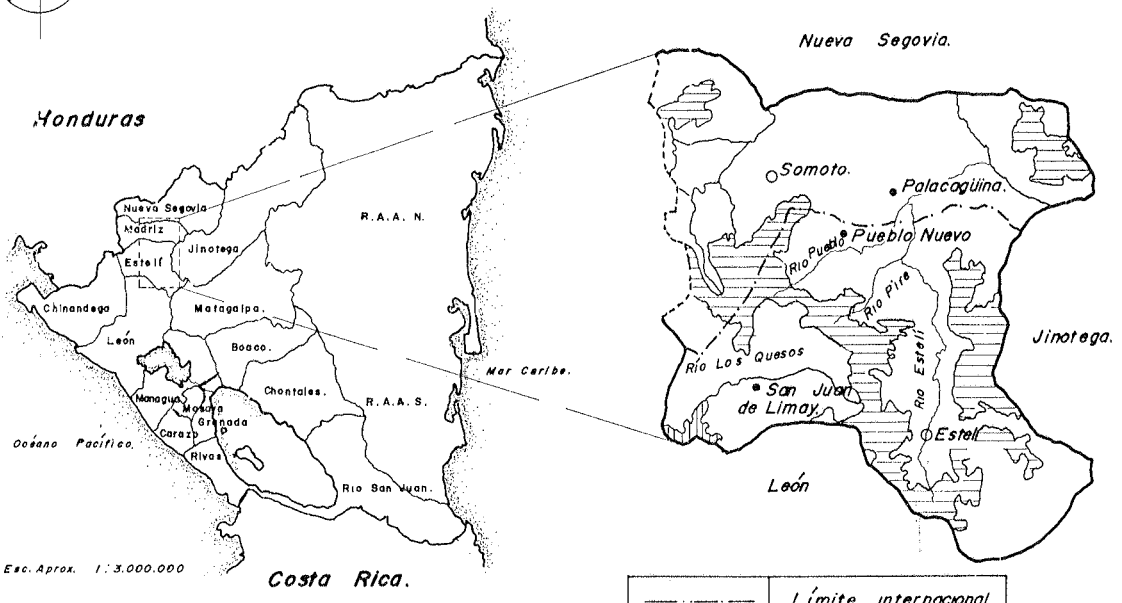 Honduras
Nueva Segovia
Madriz
Estelí
Jinotega
R.A.A.N.
Chinandega
León
Matagalpa.
Boaco.
Chontales.
R.A.A.S.
Managua
Masaya
Granada
Carazo
Rivas
Río San Juan.
Mar Caribe.
Océano Pacífico.
Esc. Aprox. 1:3.000.000
Costa Rica.
Nueva Segovia.
Somoto.
Palacagüina.
Pueblo Nuevo
Río Pueblo
Río Pire
Jinotega.
Río Los Quesos
Río Estelí
San Juan
de Limay.
Estelí
León
Límite internacional